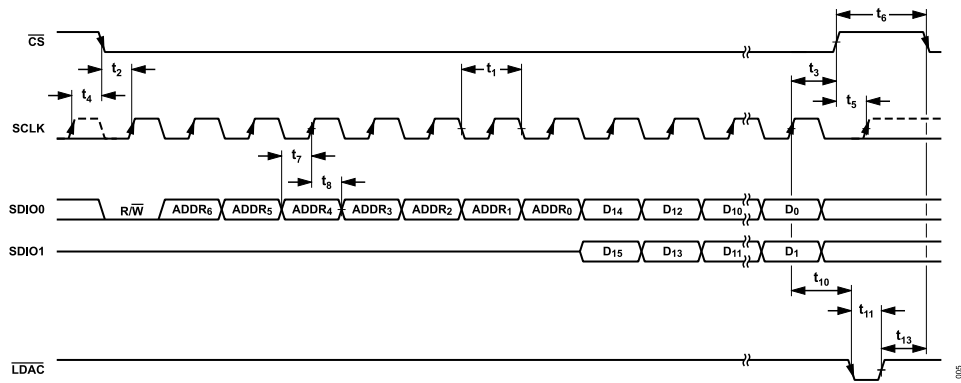 t6
CS
t2
t1
t3
t4
t5
SCLK
t7
t8
SDIO0
R/W
ADDR6
ADDR5
ADDR4
ADDR3
ADDR2
ADDR1
ADDR0
D14
D12
D10
D0
SDIO1
D15
D13
D11
D1
t10
t11
t13
LDAC
005